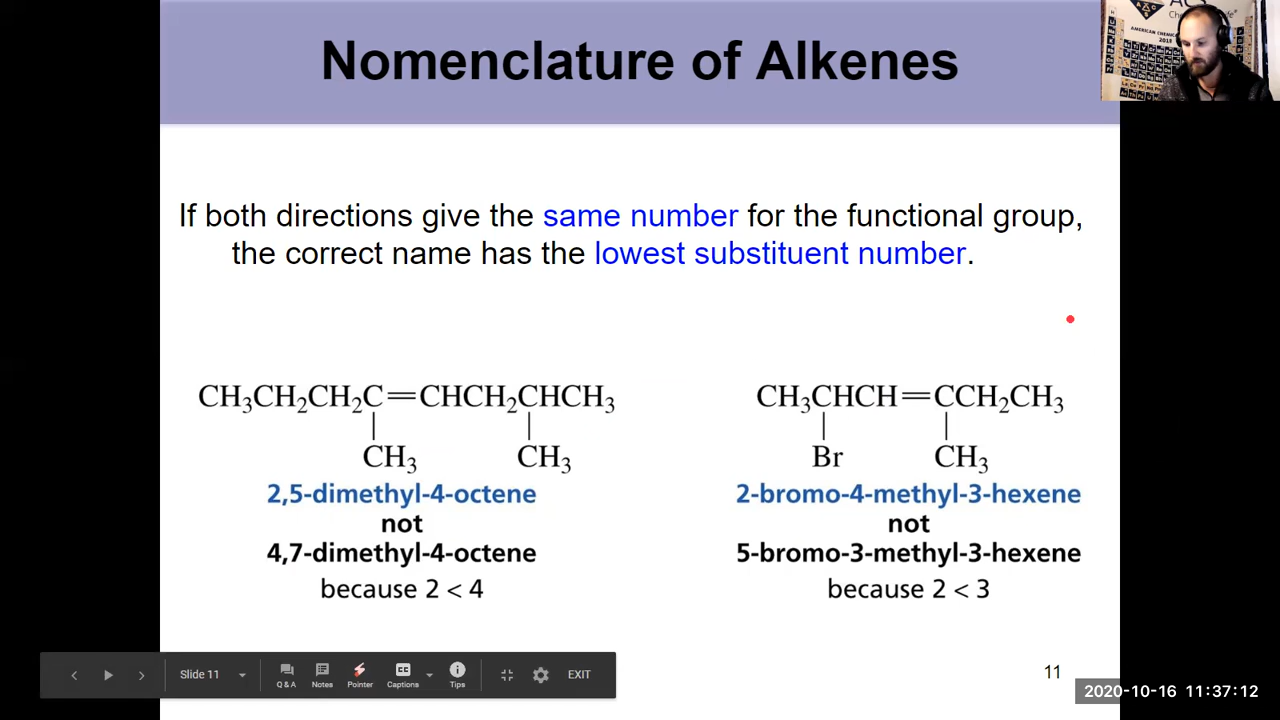 Nomenclature of Alkenes
AMERICAN CHEMICAL
2019
If both directions give the same number for the functional group,
the correct name has the lowest substituent number.
CH₃CH₂CH₂C=CHCH₂CHCH₃
CH₃ CH₃
2,5-dimethyl-4-octene
not
4,7-dimethyl-4-octene
because 2 < 4
CH₃CHCH=CCH₂CH₃
Br CH₃
2-bromo-4-methyl-3-hexene
not
5-bromo-3-methyl-3-hexene
because 2 < 3
Slide 11
Q & A
Notes
Pointer
Captions
Tips
EXIT
11
2020-10-16 11:37:12